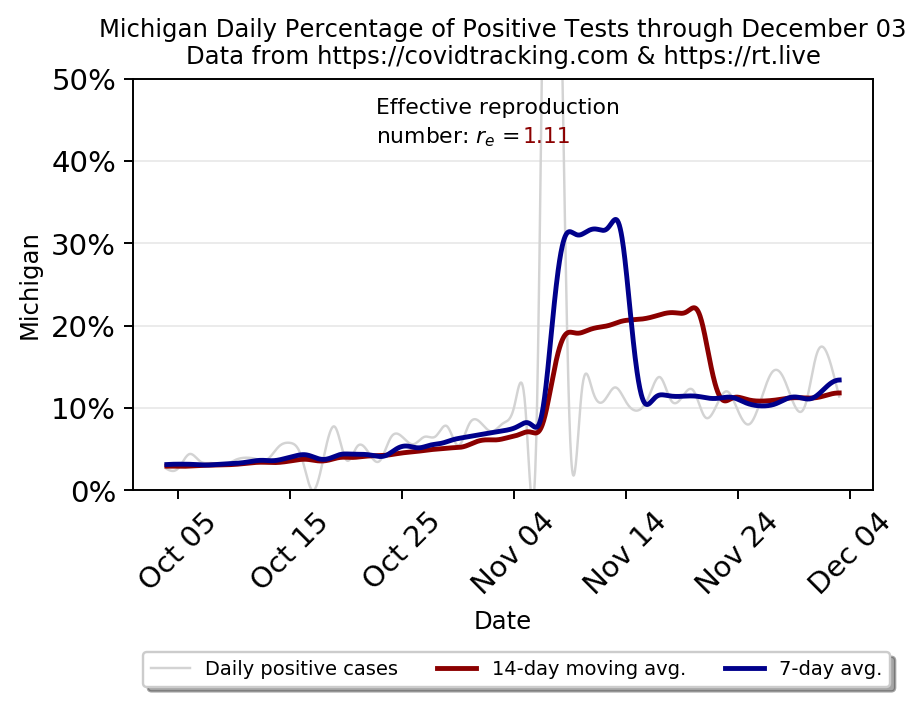 Michigan Daily Percentage of Positive Tests through December 03
Data from https://covidtracking.com & https://rt.live
50%
40%
30%
20%
10%
0%
Michigan
Effective reproduction
number: rₑ =1.11
Oct 05
Oct 15
Oct 25
Nov 04
Nov 14
Nov 24
Dec 04
Date
Daily positive cases
14-day moving avg.
7-day avg.